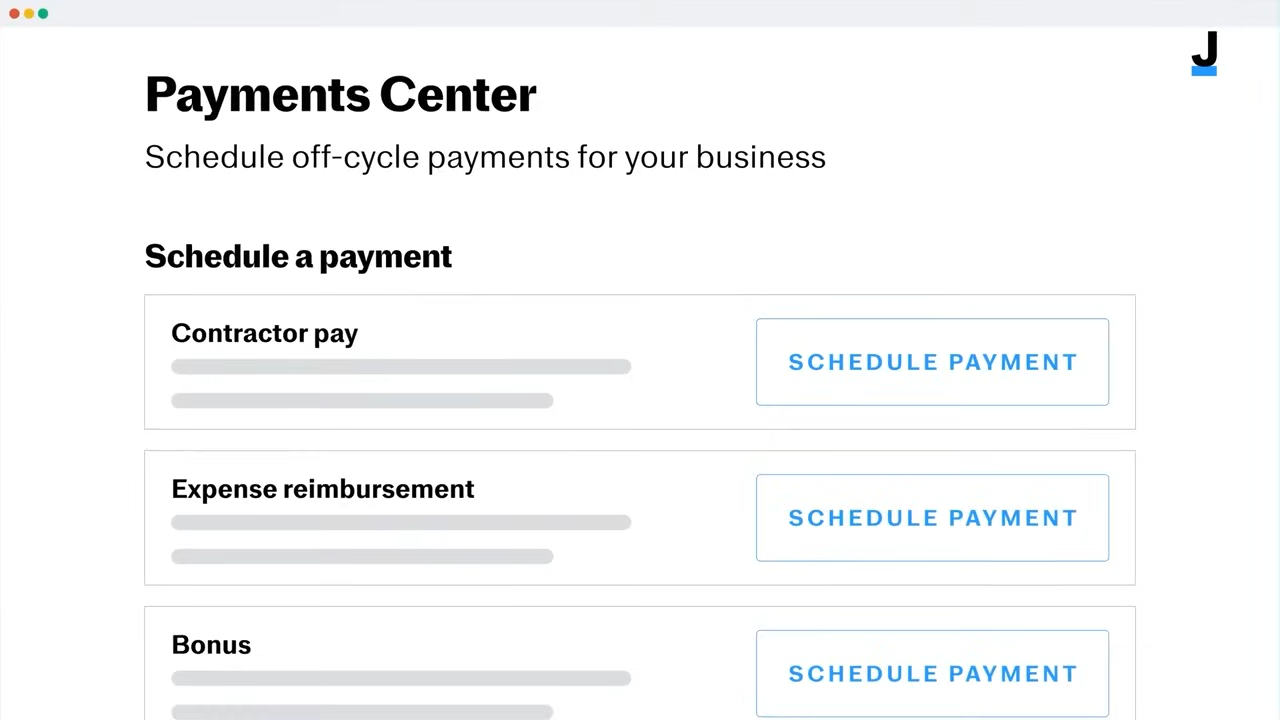 J
Payments Center
Schedule off-cycle payments for your business
Schedule a payment
Contractor pay
SCHEDULE PAYMENT
Expense reimbursement
SCHEDULE PAYMENT
Bonus
SCHEDULE PAYMENT